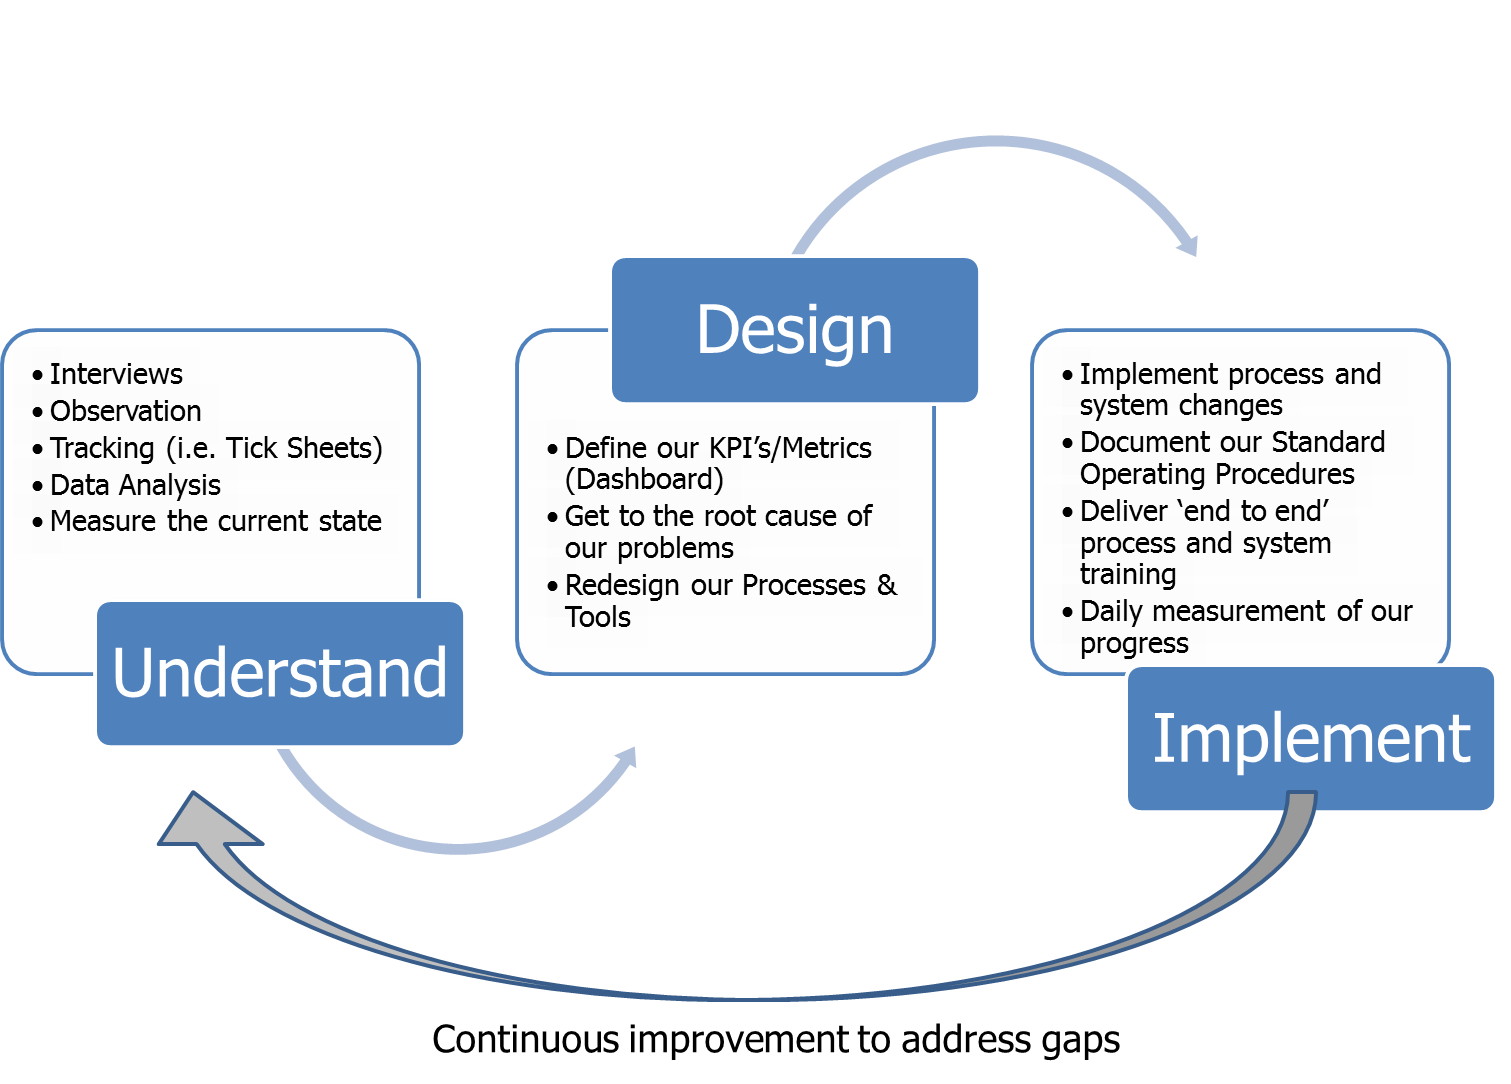 • Interviews
• Observation
• Tracking (i.e. Tick Sheets)
• Data Analysis
• Measure the current state
Understand
Design
• Define our KPI’s/Metrics
(Dashboard)
• Get to the root cause of
our problems
• Redesign our Processes &
Tools
• Implement process and
system changes
• Document our Standard
Operating Procedures
• Deliver ‘end to end’
process and system
training
• Daily measurement of our
progress
Implement
Continuous improvement to address gaps